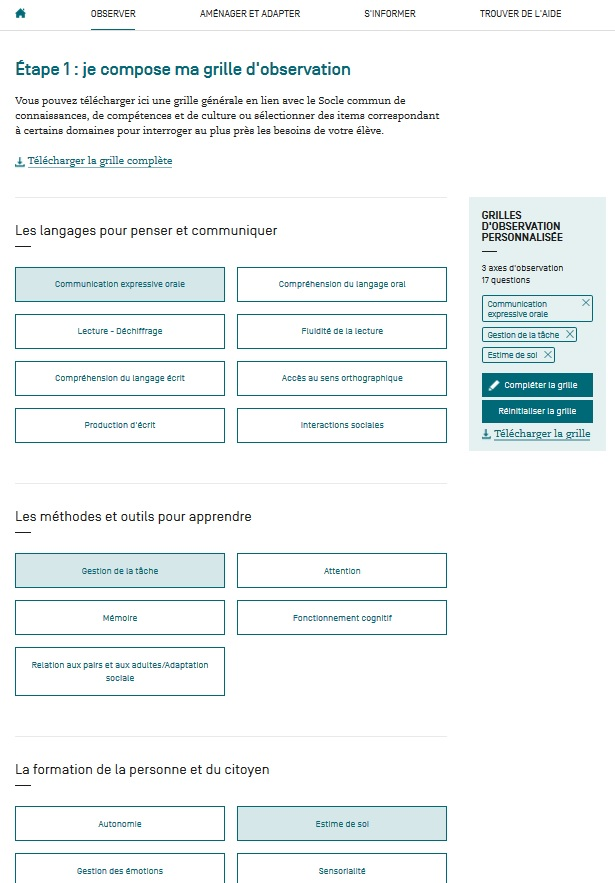 OBSERVER
AMÉNAGER ET ADAPTER
S'INFORMER
TROUVER DE L'AIDE
Étape 1 : je compose ma grille d'observation
Vous pouvez télécharger ici une grille générale en lien avec le Socle commun de
connaissances, de compétences et de culture ou sélectionner des items correspondant
à certains domaines pour interroger au plus près les besoins de votre élève.
Télécharger la grille complète
Les langages pour penser et communiquer
Communication expressive orale
Compréhension du langage oral
Lecture - Déchiffrage
Fluidité de la lecture
Compréhension du langage écrit
Accès au sens orthographique
Production d'écrit
Interactions sociales
Les méthodes et outils pour apprendre
Gestion de la tâche
Attention
Mémoire
Fonctionnement cognitif
Relation aux pairs et aux adultes/Adaptation
sociale
La formation de la personne et du citoyen
Autonomie
Estime de soi
Gestion des émotions
Sensorialité
GRILLES
D'OBSERVATION
PERSONNALISÉE
3 axes d'observation
17 questions
Communication
expressive orale
Gestion de la tâche
Estime de soi
Compléter la grille
Réinitialiser la grille
Télécharger la grille